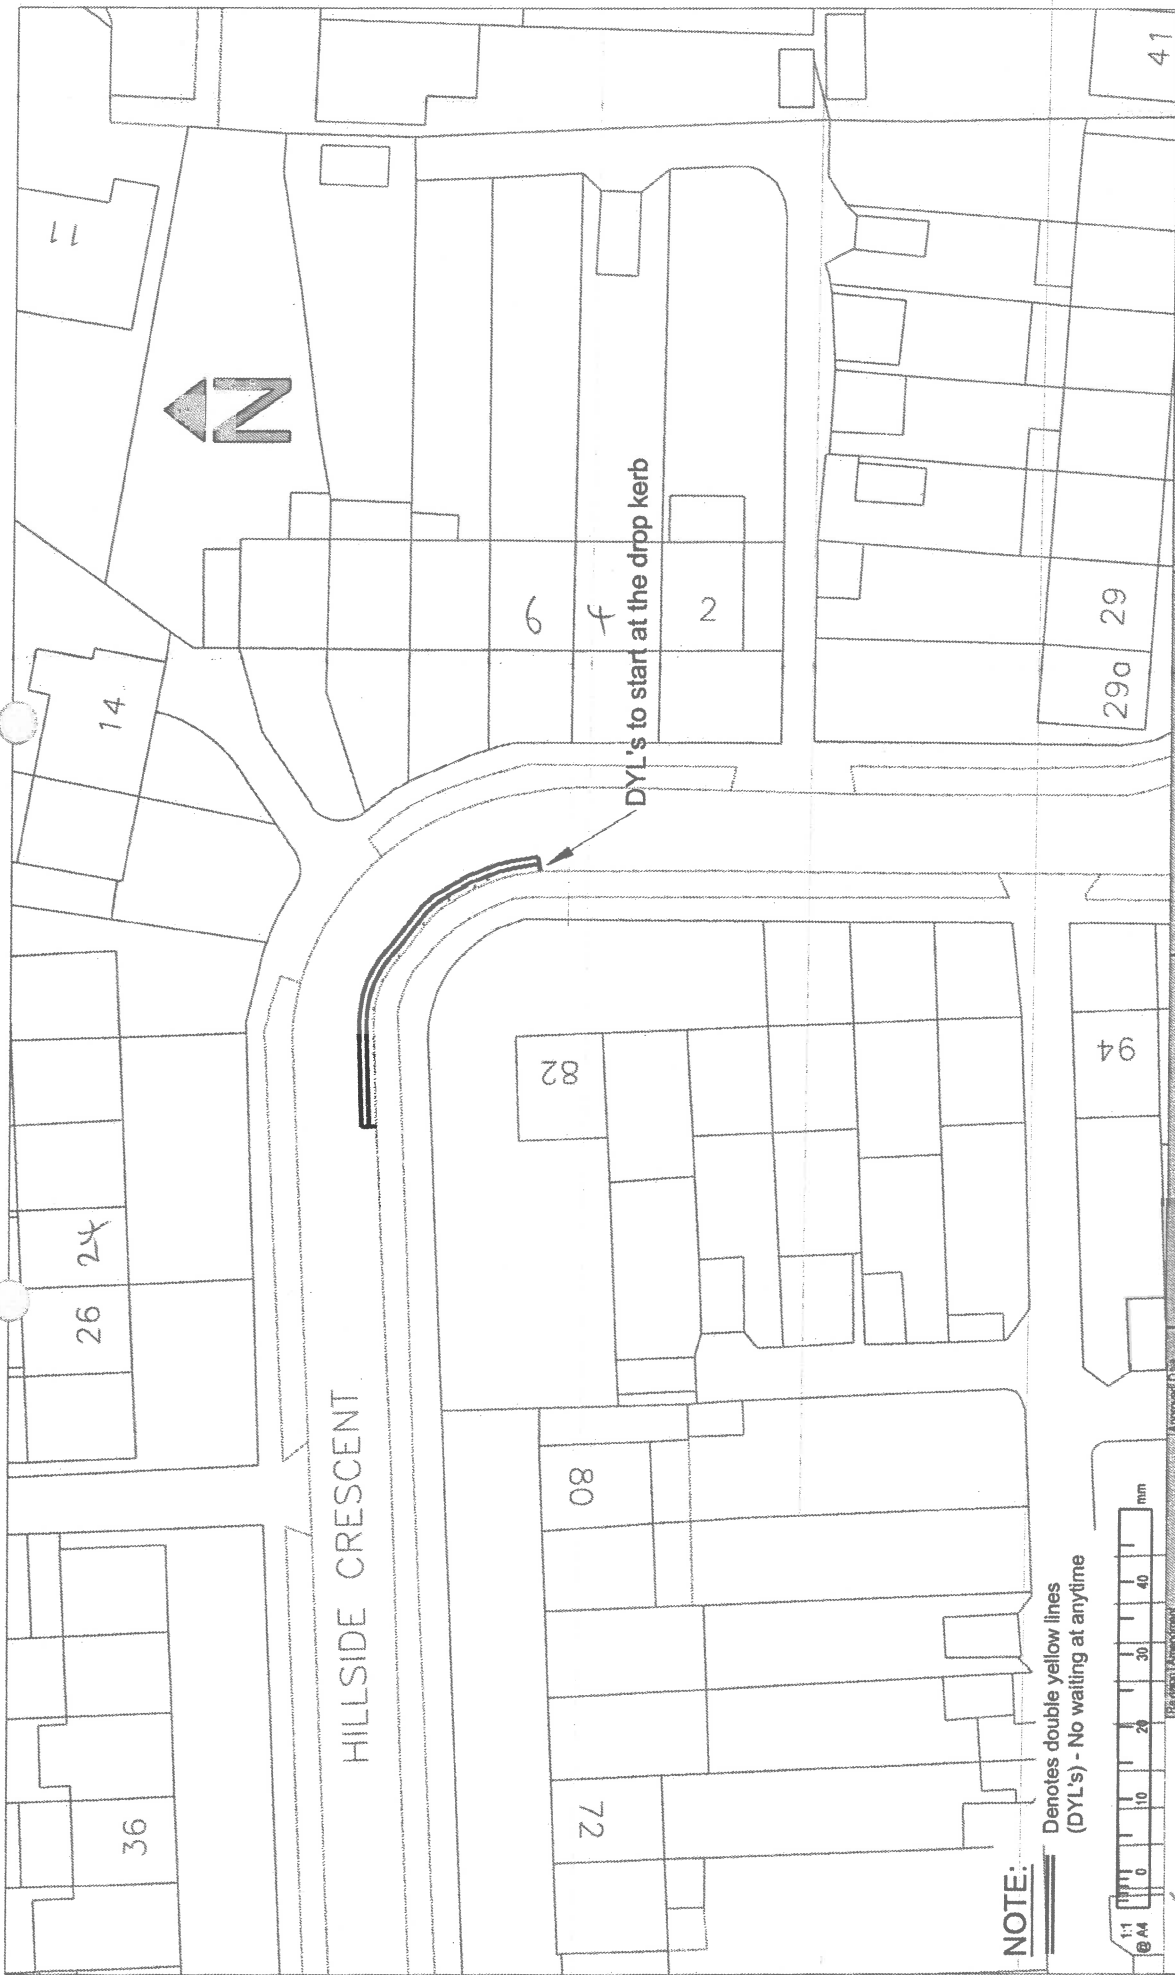 11
41
N
14
6
4
2
DYL's to start at the drop kerb
29
29a
24
26
82
94
HILSIDE CRESCENT
80
36
72
NOTE:
Denotes double yellow lines
(DYL's) - No waiting at anytime
1:1
@ A4
0 10 20 30 40 mm